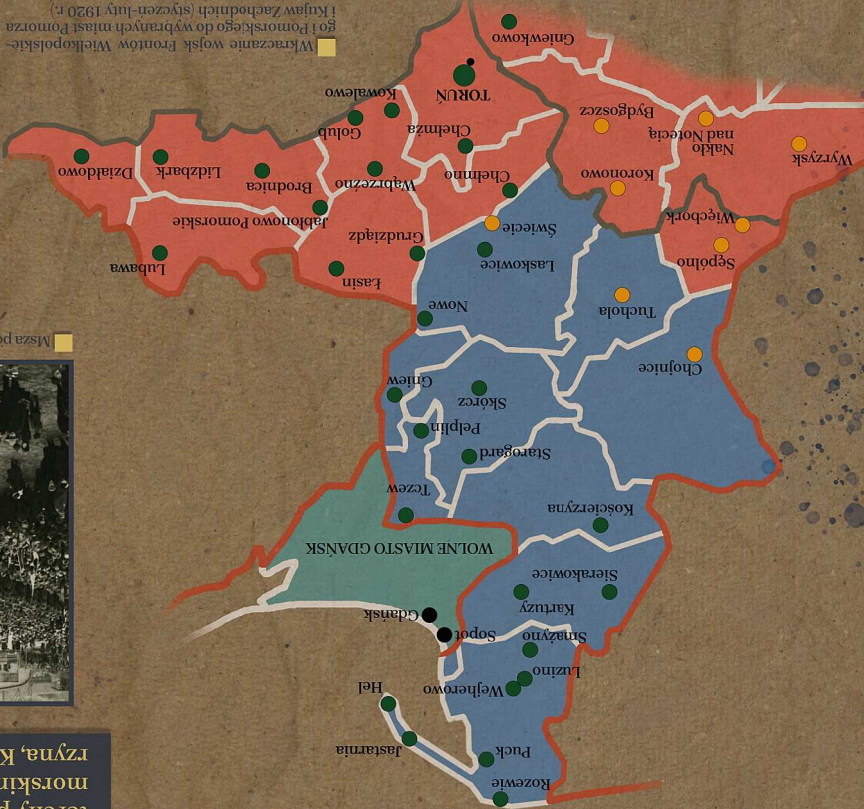 rzyna, K
Rozewie
Puck
Jastarnia
Wejherowo
Luzino
Hel
Smażyno
Sopot
Gdańsk
Kartuzy
Sierakowice
WOLNE MIASTO GDAŃSK
Kościerzyna
Tczew
Starogard
Pelplin
Skórcz
Gniew
Chojnice
Msza
Tuchola
Nowe
Łasin
Lubawa
Laskowice
Sępólno
Grudziądz
Świecie
Jabłonowo Pomorskie
Więcbork
Chełmno
Wąbrzeźno
Brodnica
Koronowo
Lidzbark
Działdowo
Wyrzysk
Nakło
nad Notecią
Chełmża
Golub
Bydgoszcz
TORUŃ
Kowalewo
Gniewkowo
Wkraczanie wojsk Frontów Wielkopolskie-
go i Pomorskiego do wybranych miast Pomorza
i Kujaw Zachodnich (styczeń-luty 1920 r.)